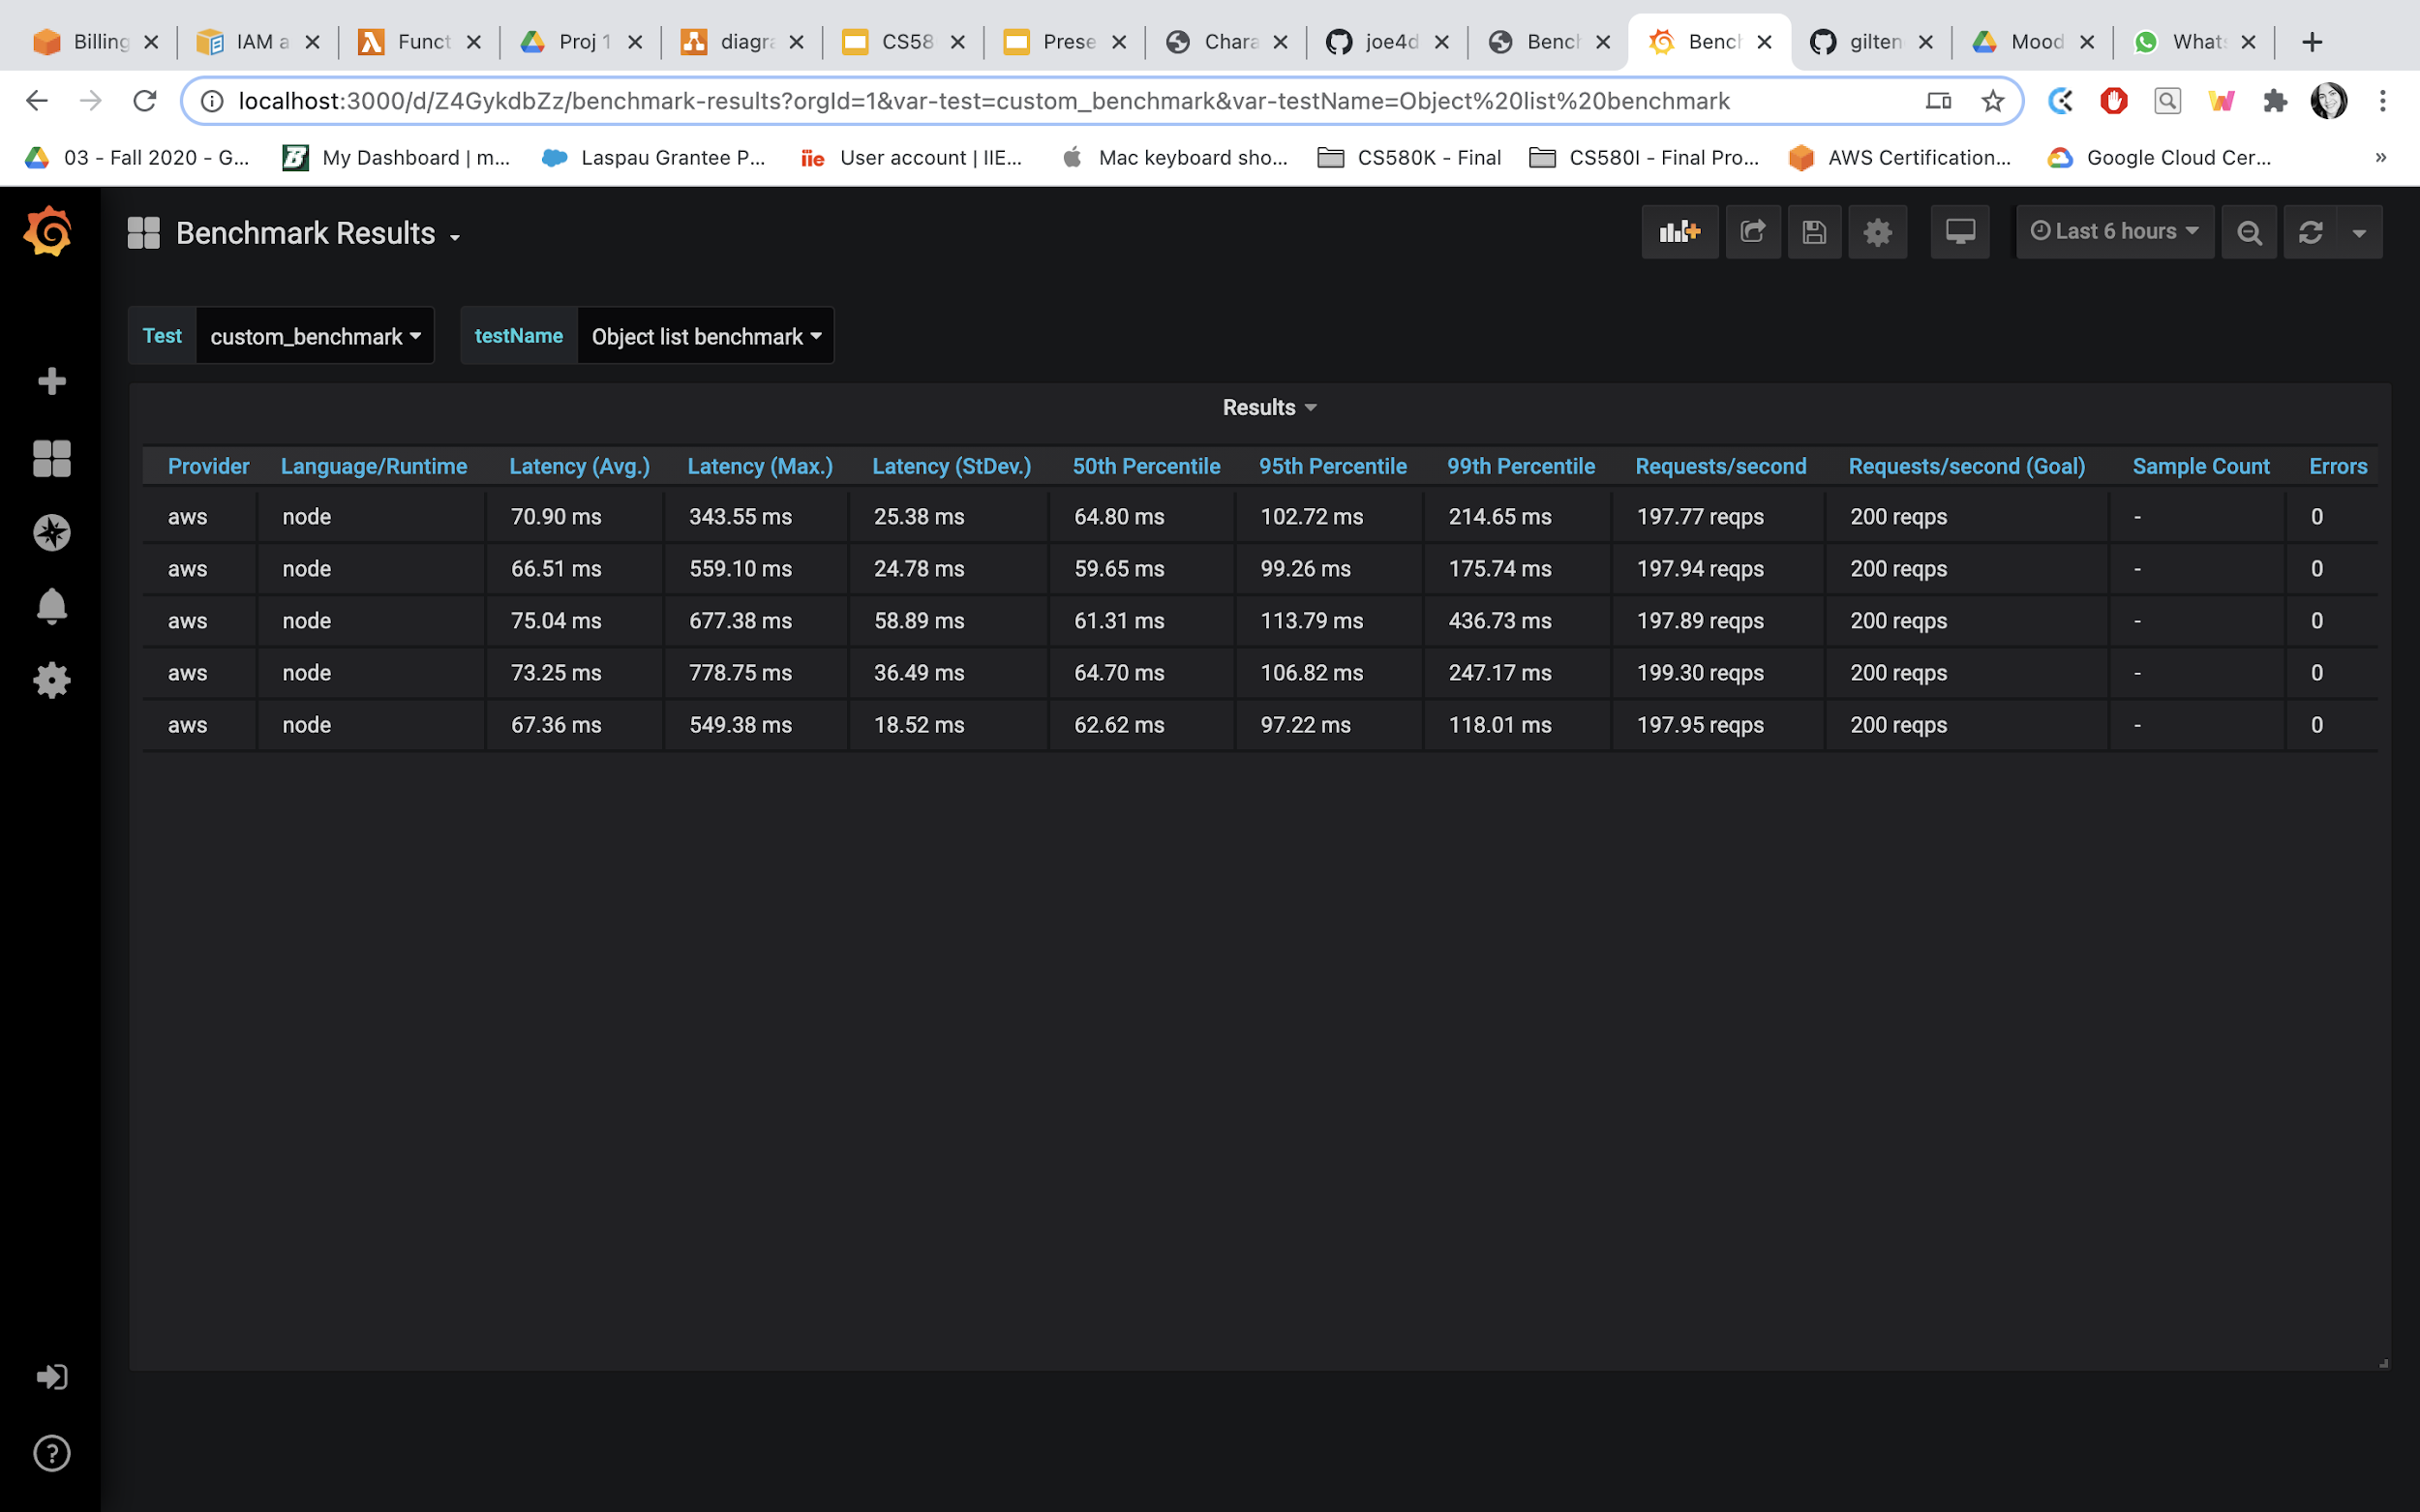 Billing IAM a Funct Proj 1 diagra CS58 Prese Chara joe4d Bench Bench gilten Mood Whats
localhost:3000/d/Z4GykdbZz/benchmark-results?orgId=1&var-test=custom_benchmark&var-testName=Object%20list%20benchmark
03 - Fall 2020 - G... My Dashboard | m... Laspau Grantee P... iie User account | IIE... Mac keyboard sho... CS580K - Final CS580I - Final Pro... AWS Certification... Google Cloud Cer... »
Benchmark Results Last 6 hours
Test custom_benchmark testName Object list benchmark
Results
Provider Language/Runtime Latency (Avg.) Latency (Max.) Latency (StDev.) 50th Percentile 95th Percentile 99th Percentile Requests/second Requests/second (Goal) Sample Count Errors
aws node 70.90 ms 343.55 ms 25.38 ms 64.80 ms 102.72 ms 214.65 ms 197.77 reqps 200 reqps - 0
aws node 66.51 ms 559.10 ms 24.78 ms 59.65 ms 99.26 ms 175.74 ms 197.94 reqps 200 reqps - 0
aws node 75.04 ms 677.38 ms 58.89 ms 61.31 ms 113.79 ms 436.73 ms 197.89 reqps 200 reqps - 0
aws node 73.25 ms 778.75 ms 36.49 ms 64.70 ms 106.82 ms 247.17 ms 199.30 reqps 200 reqps - 0
aws node 67.36 ms 549.38 ms 18.52 ms 62.62 ms 97.22 ms 118.01 ms 197.95 reqps 200 reqps - 0